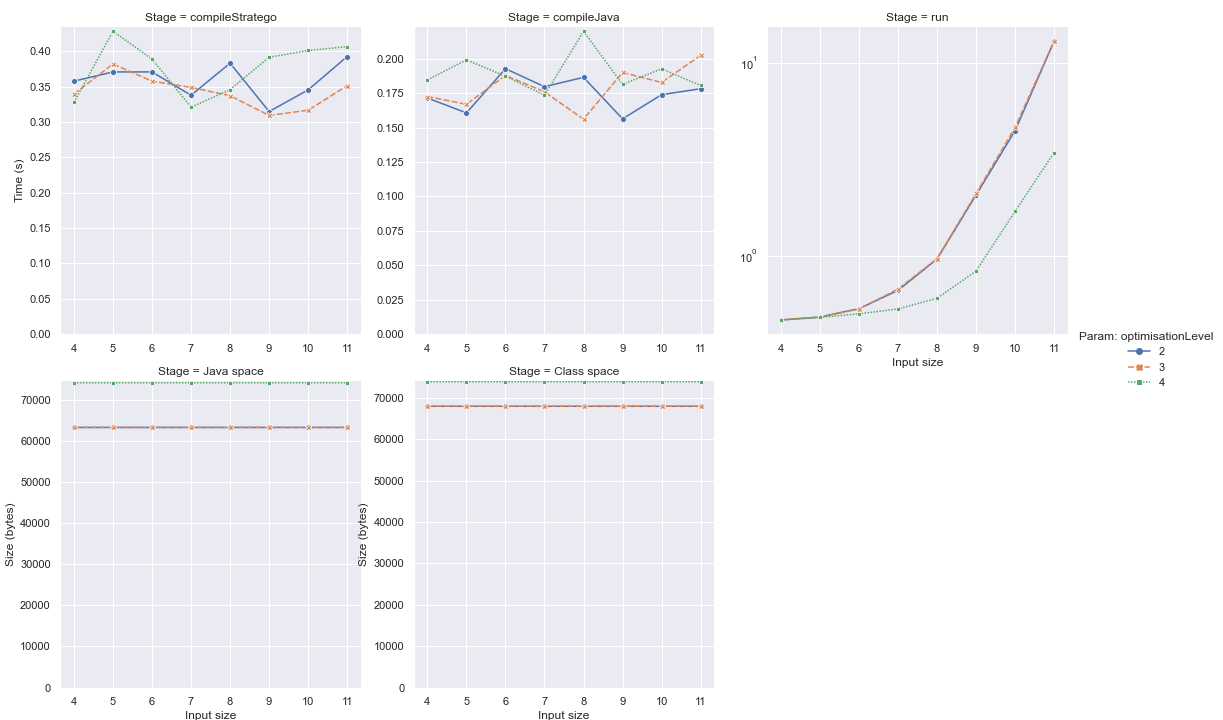 Stage = compileStratego
Time (s)
0.40
0.35
0.30
0.25
0.20
0.15
0.10
0.05
0.00
4 5 6 7 8 9 10 11
Stage = compileJava
0.200
0.175
0.150
0.125
0.100
0.075
0.050
0.025
0.000
4 5 6 7 8 9 10 11
Stage = run
10¹
10⁰
4 5 6 7 8 9 10 11
Input size
Param: optimisationLevel
2
3
4
Stage = Java space
Size (bytes)
70000
60000
50000
40000
30000
20000
10000
0
4 5 6 7 8 9 10 11
Input size
Stage = Class space
Size (bytes)
70000
60000
50000
40000
30000
20000
10000
0
4 5 6 7 8 9 10 11
Input size